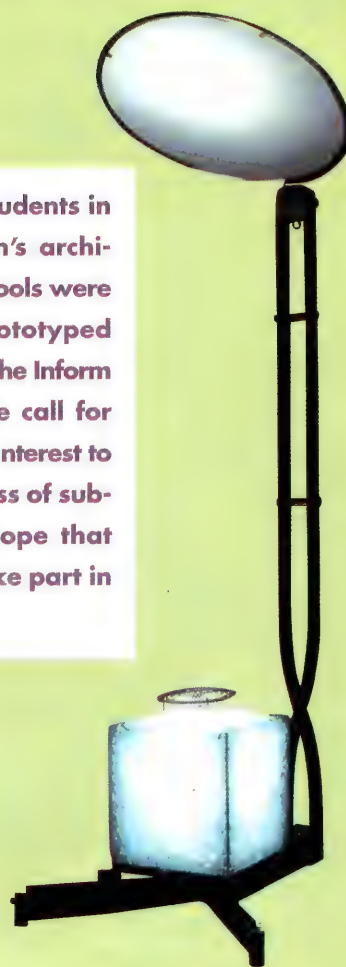 udents in
n's archi-
ools were
ototyped
he Inform
e call for
nterest to
ss of sub-
ope that
ke part in